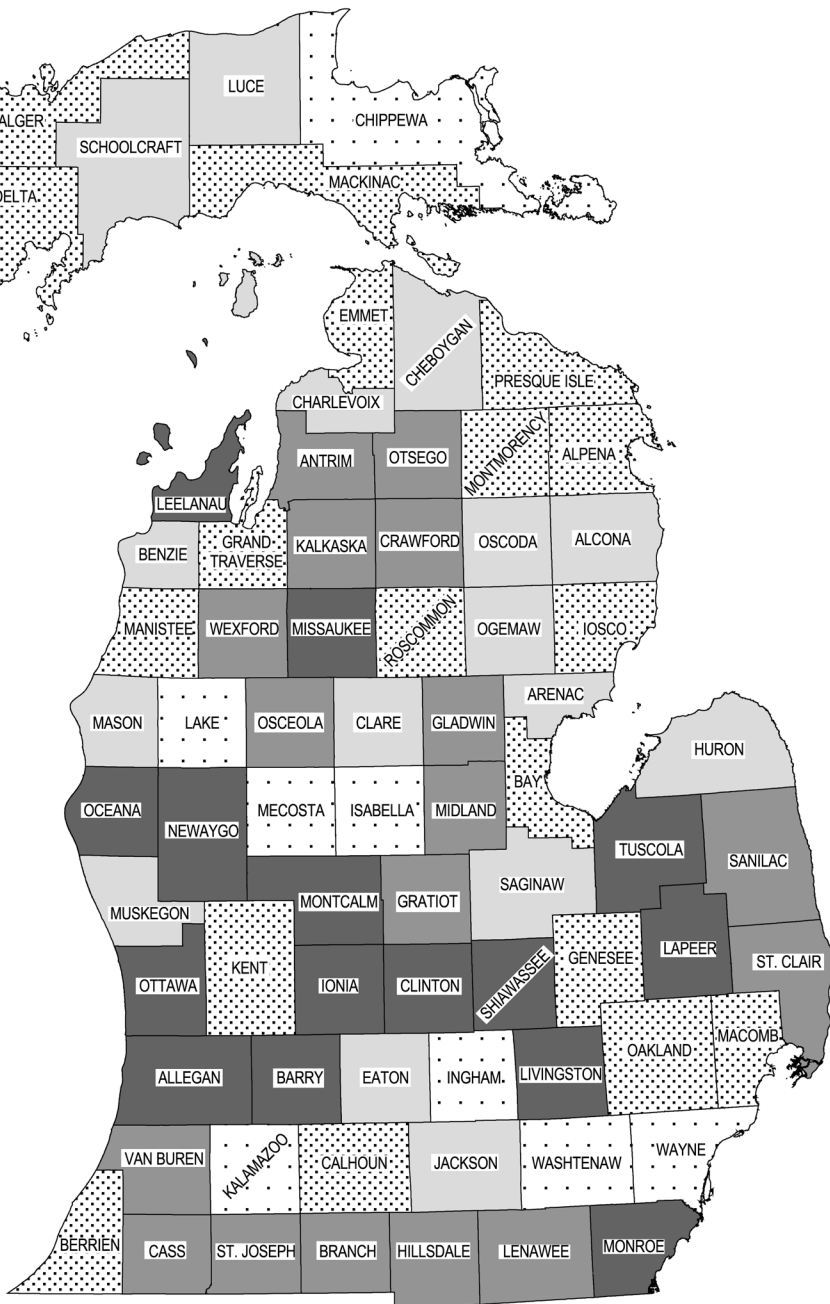 LUCE
ALGER
CHIPPEWA
SCHOOLCRAFT
MACKINAC
DELTA
EMMET
CHEBOYGAN
PRESQUE ISLE
CHARLEVOIX
MONTMORENCY
ALPENA
ANTRIM
OTSEGO
LEELANAU
GRAND
TRAVERSE
KALKASKA
CRAWFORD
OSCODA
ALCONA
BENZIE
MANISTEE
WEXFORD
MISSAUKEE
ROSCOMMON
OGEMAW
IOSCO
ARENAC
MASON
LAKE
OSCEOLA
CLARE
GLADWIN
HURON
BAY
OCEANA
NEWAYGO
MECOSTA
ISABELLA
MIDLAND
TUSCOLA
SANILAC
SAGINAW
MUSKEGON
MONTCALM
GRATIOT
LAPEER
GENESEE
ST. CLAIR
KENT
OTTAWA
IONIA
CLINTON
SHIAWASSEE
MACOMB
OAKLAND
ALLEGAN
BARRY
EATON
INGHAM
LIVINGSTON
VAN BUREN
KALAMAZOO
CALHOUN
JACKSON
WASHTENAW
WAYNE
BERRIEN
CASS
ST. JOSEPH
BRANCH
HILLSDALE
LENAWEE
MONROE